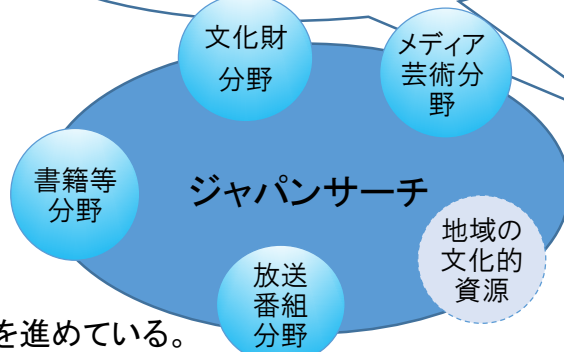 文化財
分野
メディア
芸術分
野
書籍等
分野
ジャパンサーチ
地域の
文化的
資源
放送
番組
分野
を進めている。